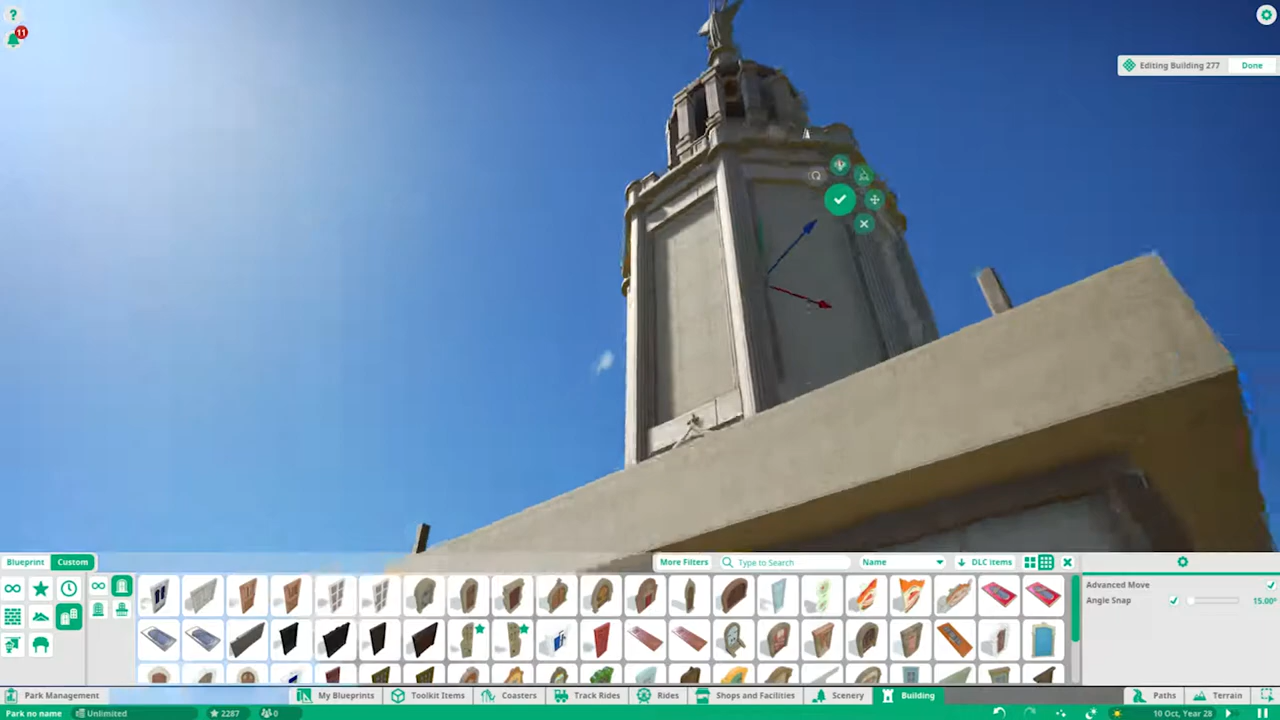 ?
11
Editing Building 277 Done
Blueprint Custom More Filters Type to Search Name DLC Items
Advanced Move
Angle Snap 15.00°
Park Management My Blueprints Toolkit Items Coasters Track Rides Rides Shops and Facilities Scenery Building Paths Terrain
Park no name Unlimited 2287 0 10 Oct, Year 28